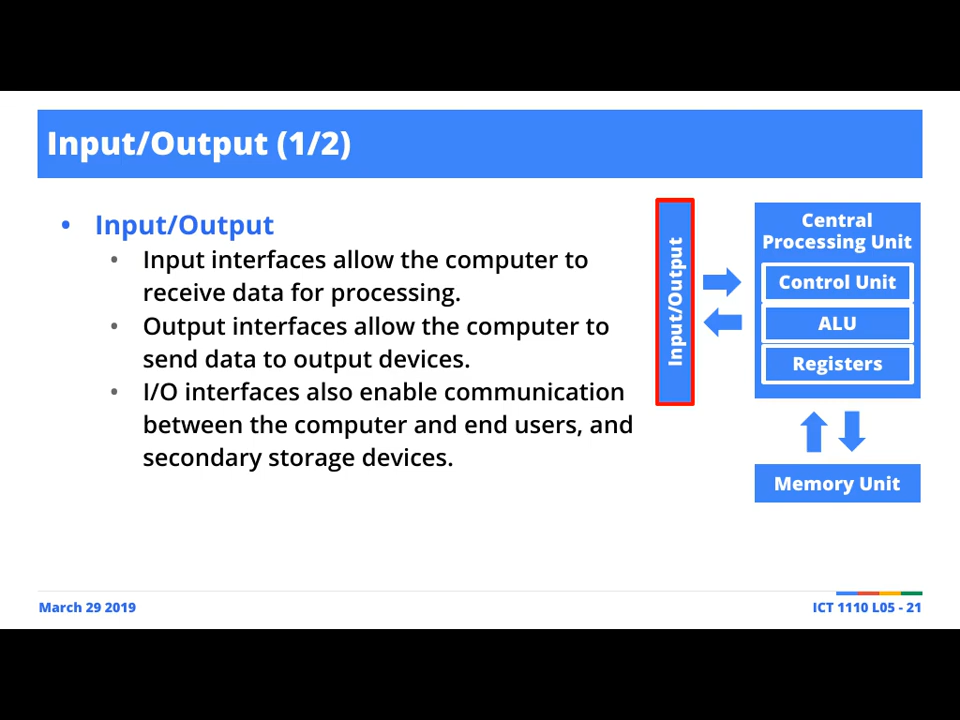 Input/Output (1/2)
• Input/Output
• Input interfaces allow the computer to
receive data for processing.
• Output interfaces allow the computer to
send data to output devices.
• I/O interfaces also enable communication
between the computer and end users, and
secondary storage devices.
Input/Output
Central
Processing Unit
Control Unit
ALU
Registers
Memory Unit
March 29 2019
ICT 1110 L05 - 21